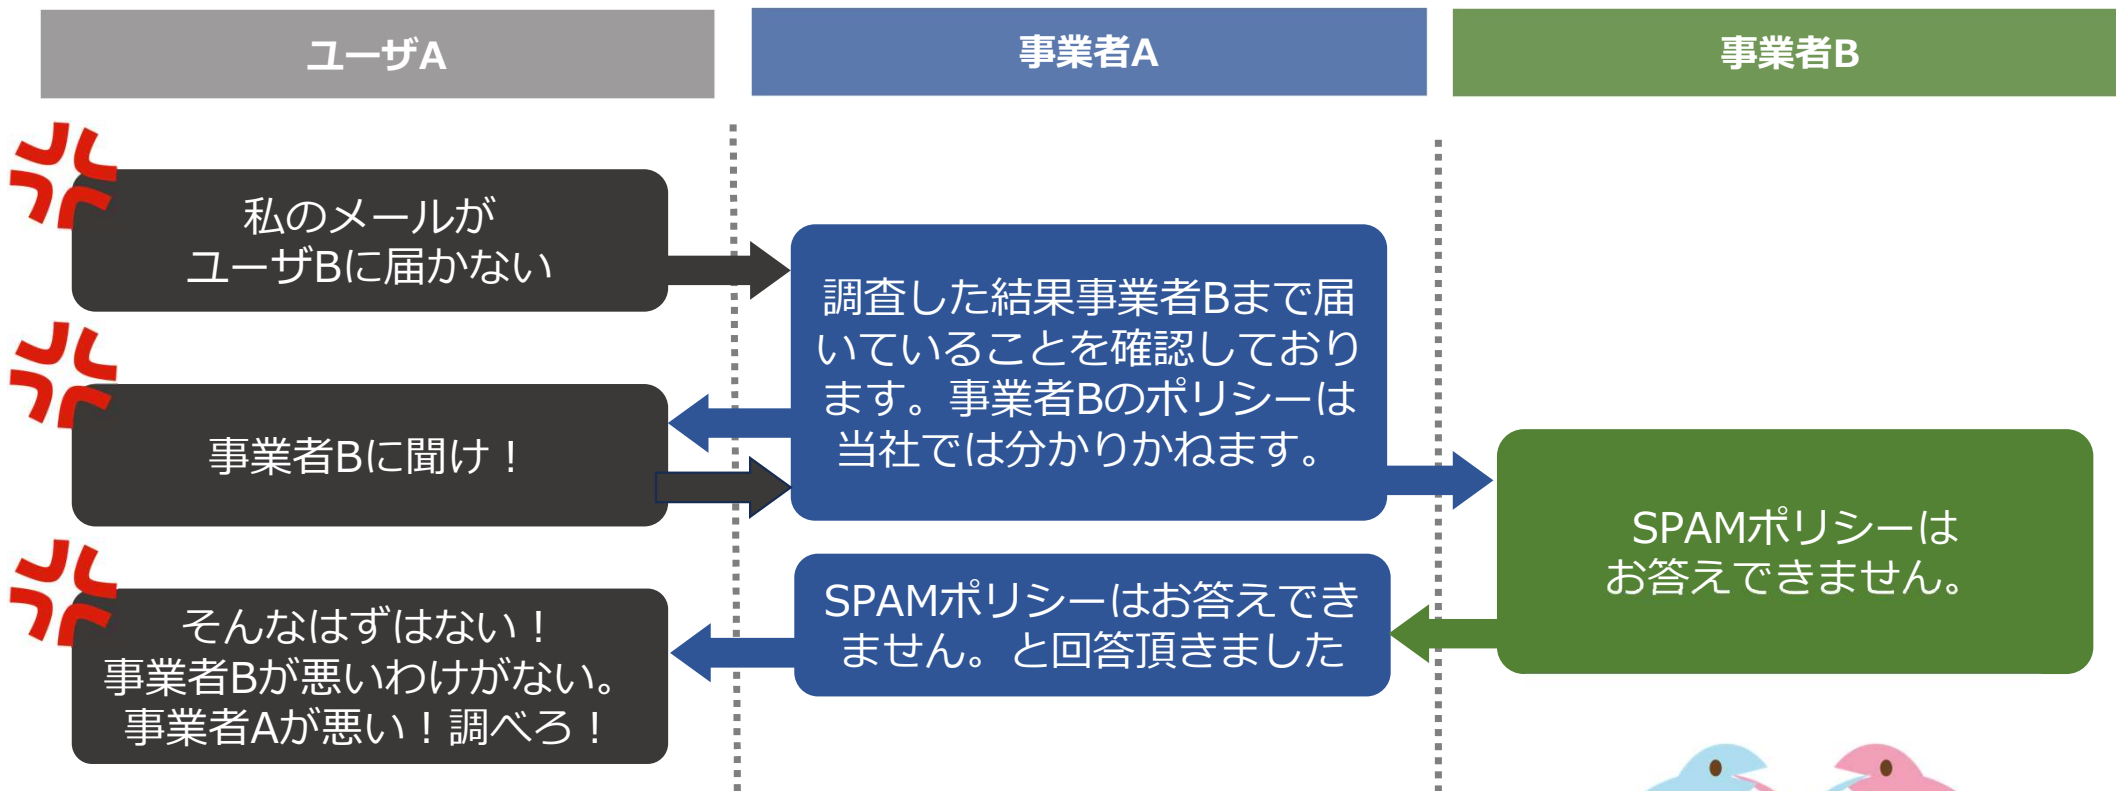 ユーザA
事業者A
事業者B
私のメールが
ユーザBに届かない
調査した結果事業者Bまで届
いていることを確認しており
ます。事業者Bのポリシーは
当社では分かりかねます。
事業者Bに聞け！
SPAMポリシーは
お答えできません。
SPAMポリシーはお答えでき
ません。と回答頂きました
そんなはずはない！
事業者Bが悪いわけがない。
事業者Aが悪い！調べろ！